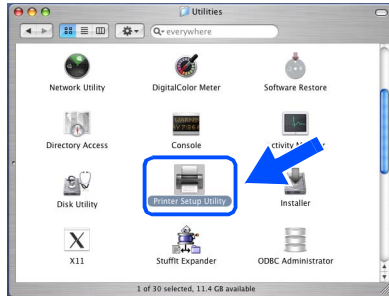 Utilities
everywhere
Network Utility
DigitalColor Meter
Software Restore
Directory Access
Console
Disk Utility
Printer Setup Utility
Installer
X11
StuffIt Expander
ODBC Administrator
1 of 30 selected, 11.4 GB available